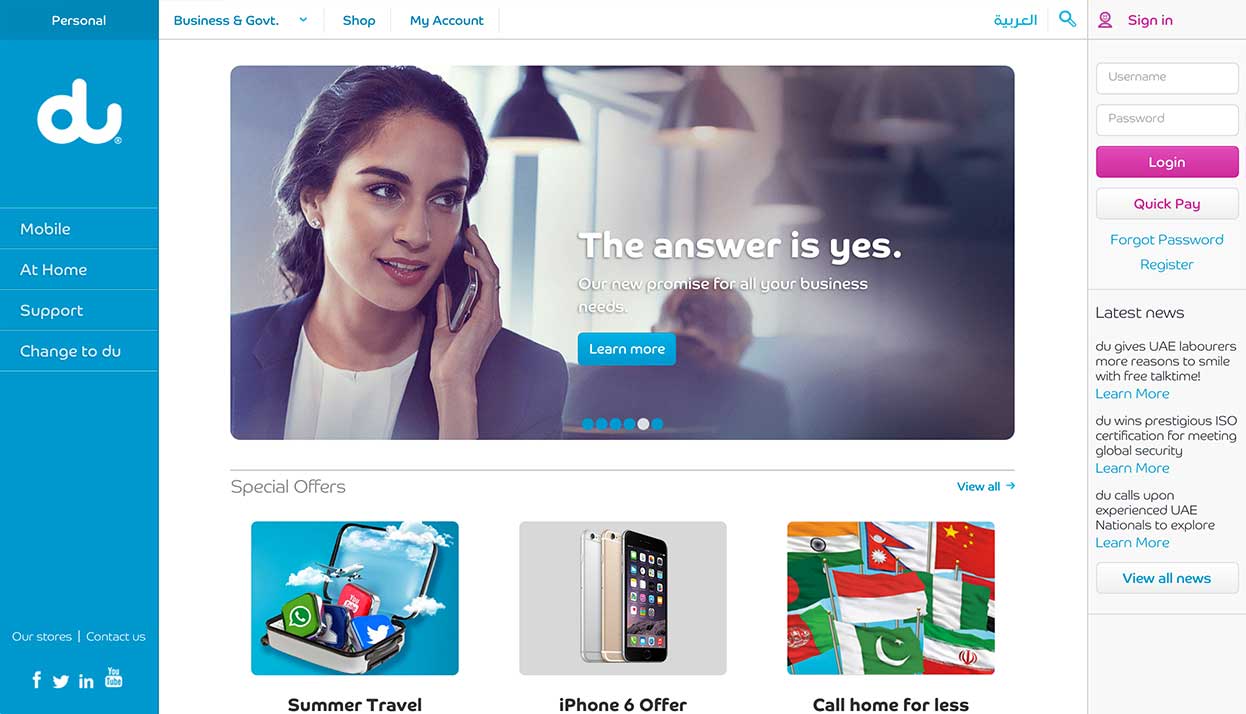 Personal
Business & Govt.
Shop
My Account
العربية
Sign in
du®
Mobile
At Home
Support
Change to du
Our stores | Contact us
You
Tube
The answer is yes.
Our new promise for all your business
needs.
Learn more
Special Offers
View all
You
Summer Travel
iPhone 6 Offer
Call home for less
Username
Password
Login
Quick Pay
Forgot Password
Register
Latest news
du gives UAE labourers
more reasons to smile
with free talktime!
Learn More
du wins prestigious ISO
certification for meeting
global security
Learn More
du calls upon
experienced UAE
Nationals to explore
Learn More
View all news